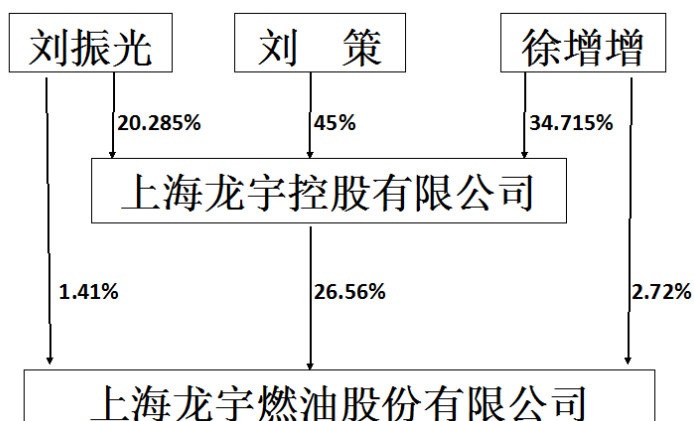 刘振光 刘 策 徐增增
20.285% 45% 34.715%
上海龙宇控股有限公司
1.41% 26.56% 2.72%
上海龙宇燃油股份有限公司